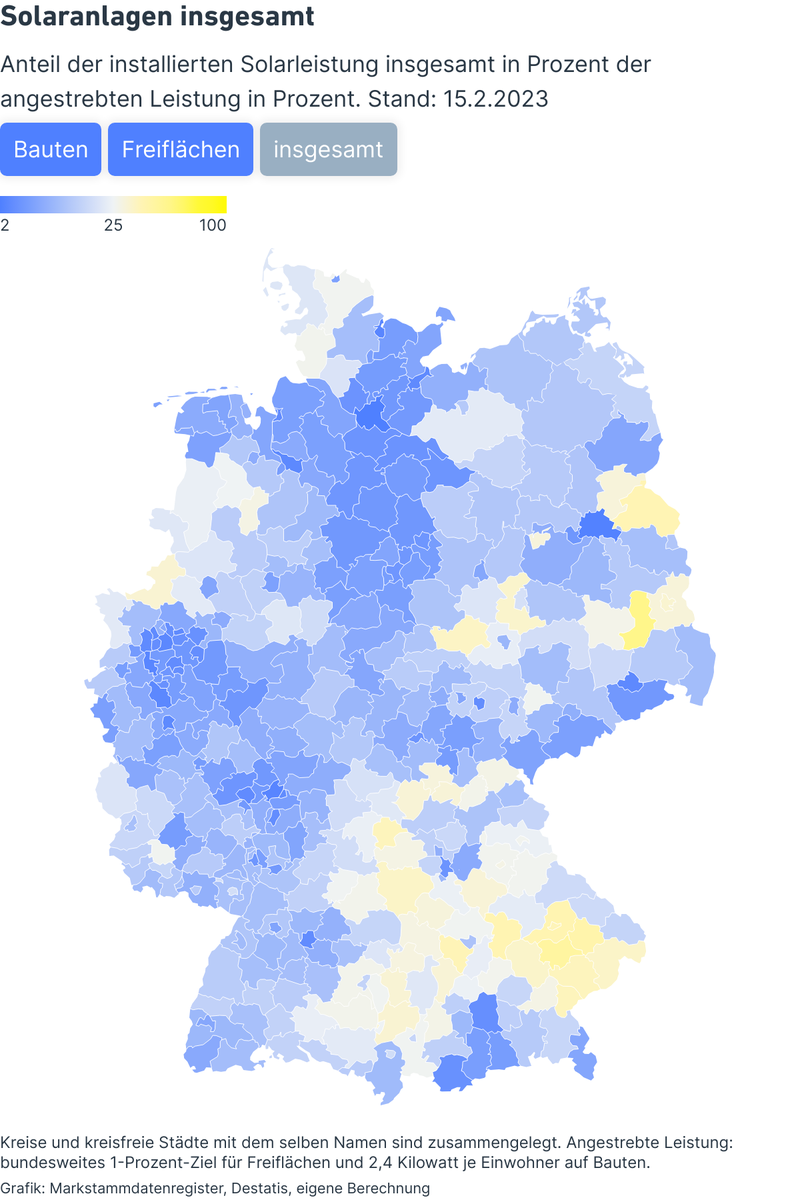 Solaranlagen insgesamt
Anteil der installierten Solarleistung insgesamt in Prozent der
angestrebten Leistung in Prozent. Stand: 15.2.2023
Bauten Freiflächen insgesamt
2 25 100
Kreise und kreisfreie Städte mit dem selben Namen sind zusammengelegt. Angestrebte Leistung:
bundesweites 1-Prozent-Ziel für Freiflächen und 2,4 Kilowatt je Einwohner auf Bauten.
Grafik: Markstammdatenregister, Destatis, eigene Berechnung